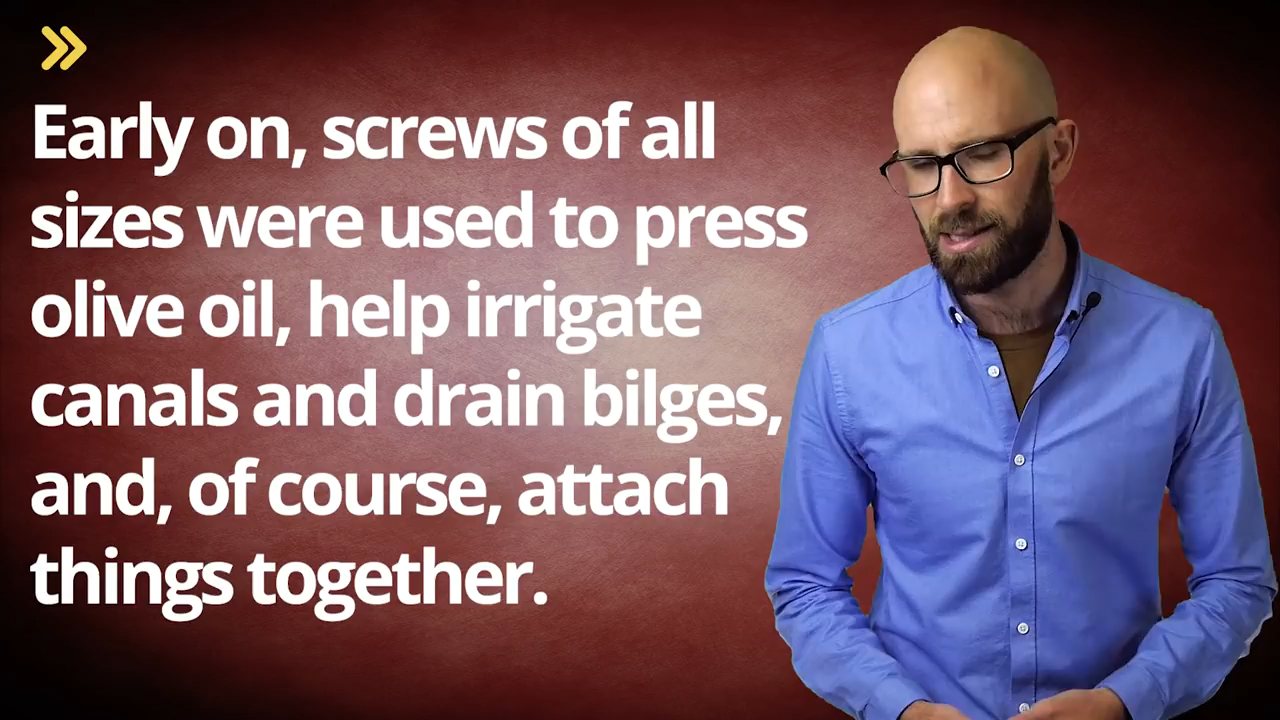 Early on, screws of all
sizes were used to press
olive oil, help irrigate
canals and drain bilges,
and, of course, attach
things together.